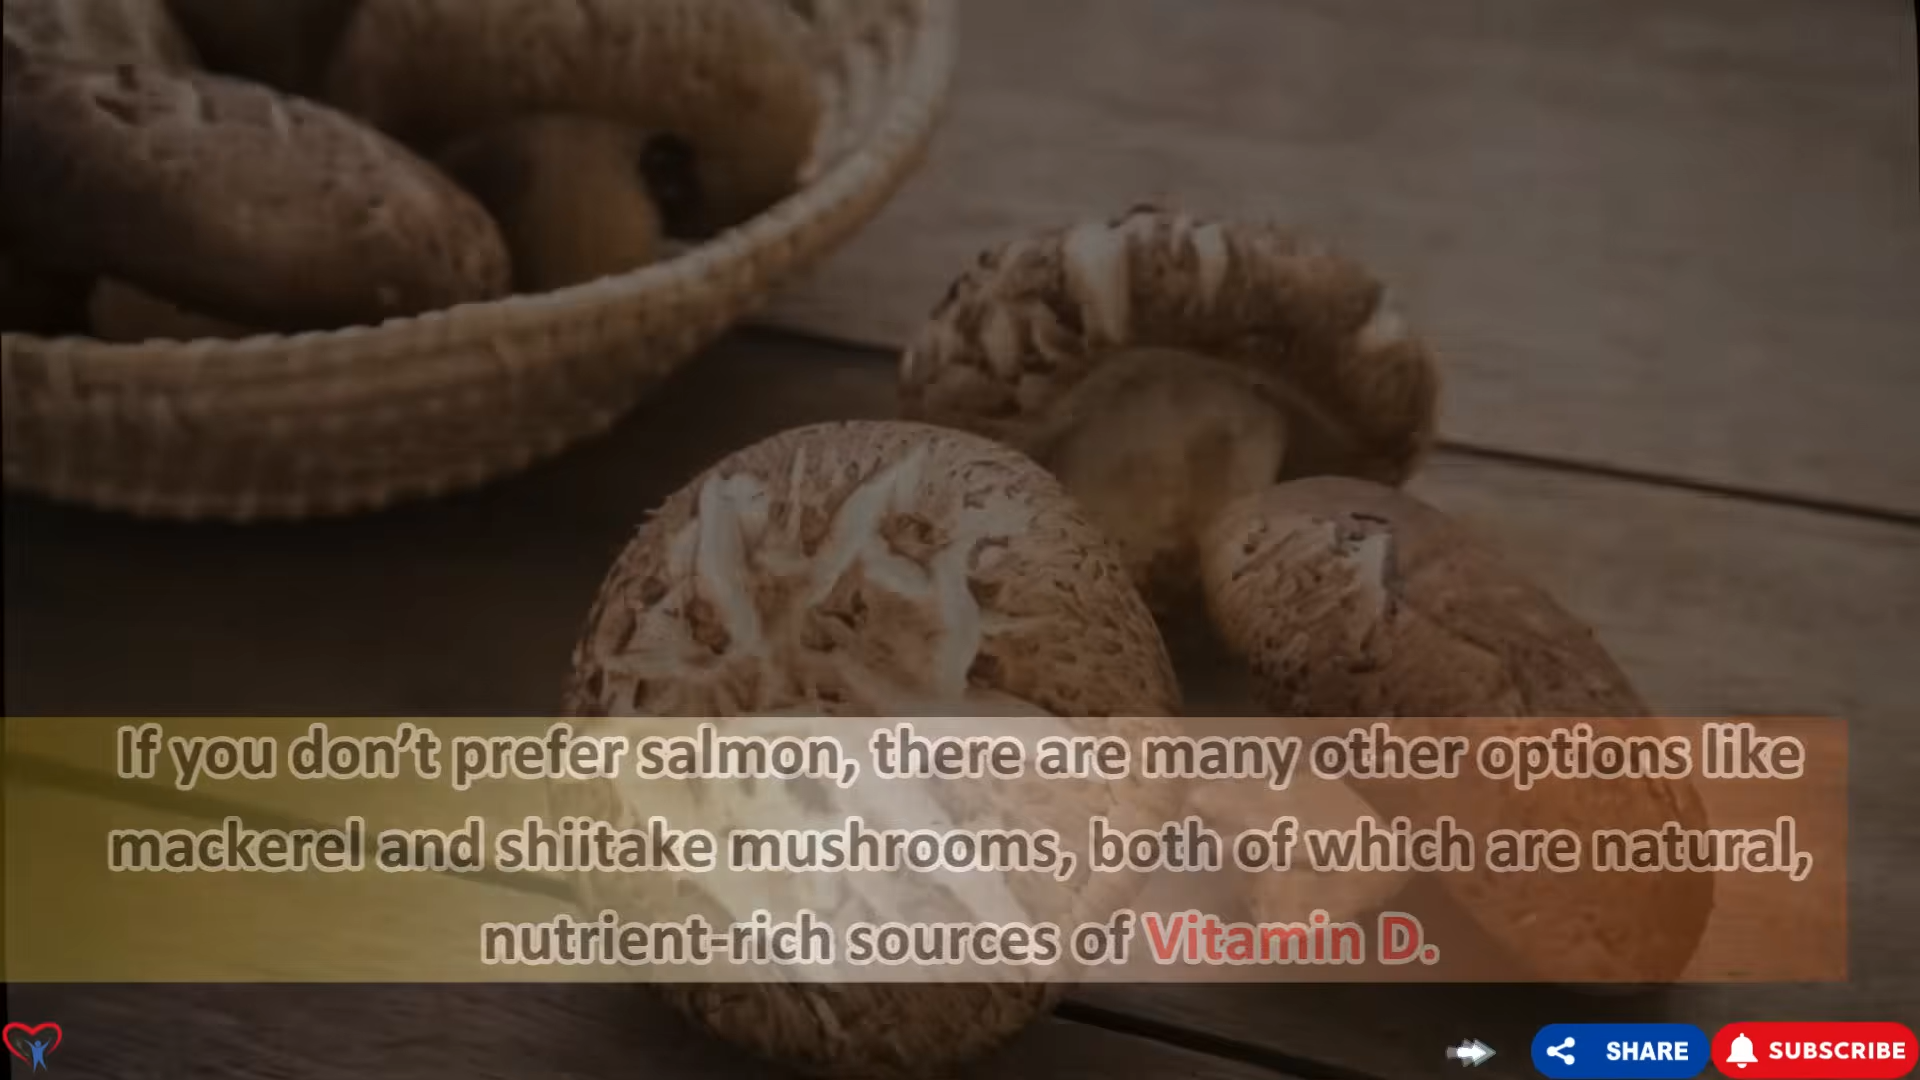 If you don’t prefer salmon, there are many other options like
mackerel and shiitake mushrooms, both of which are natural,
nutrient-rich sources of Vitamin D.
SHARE
SUBSCRIBE